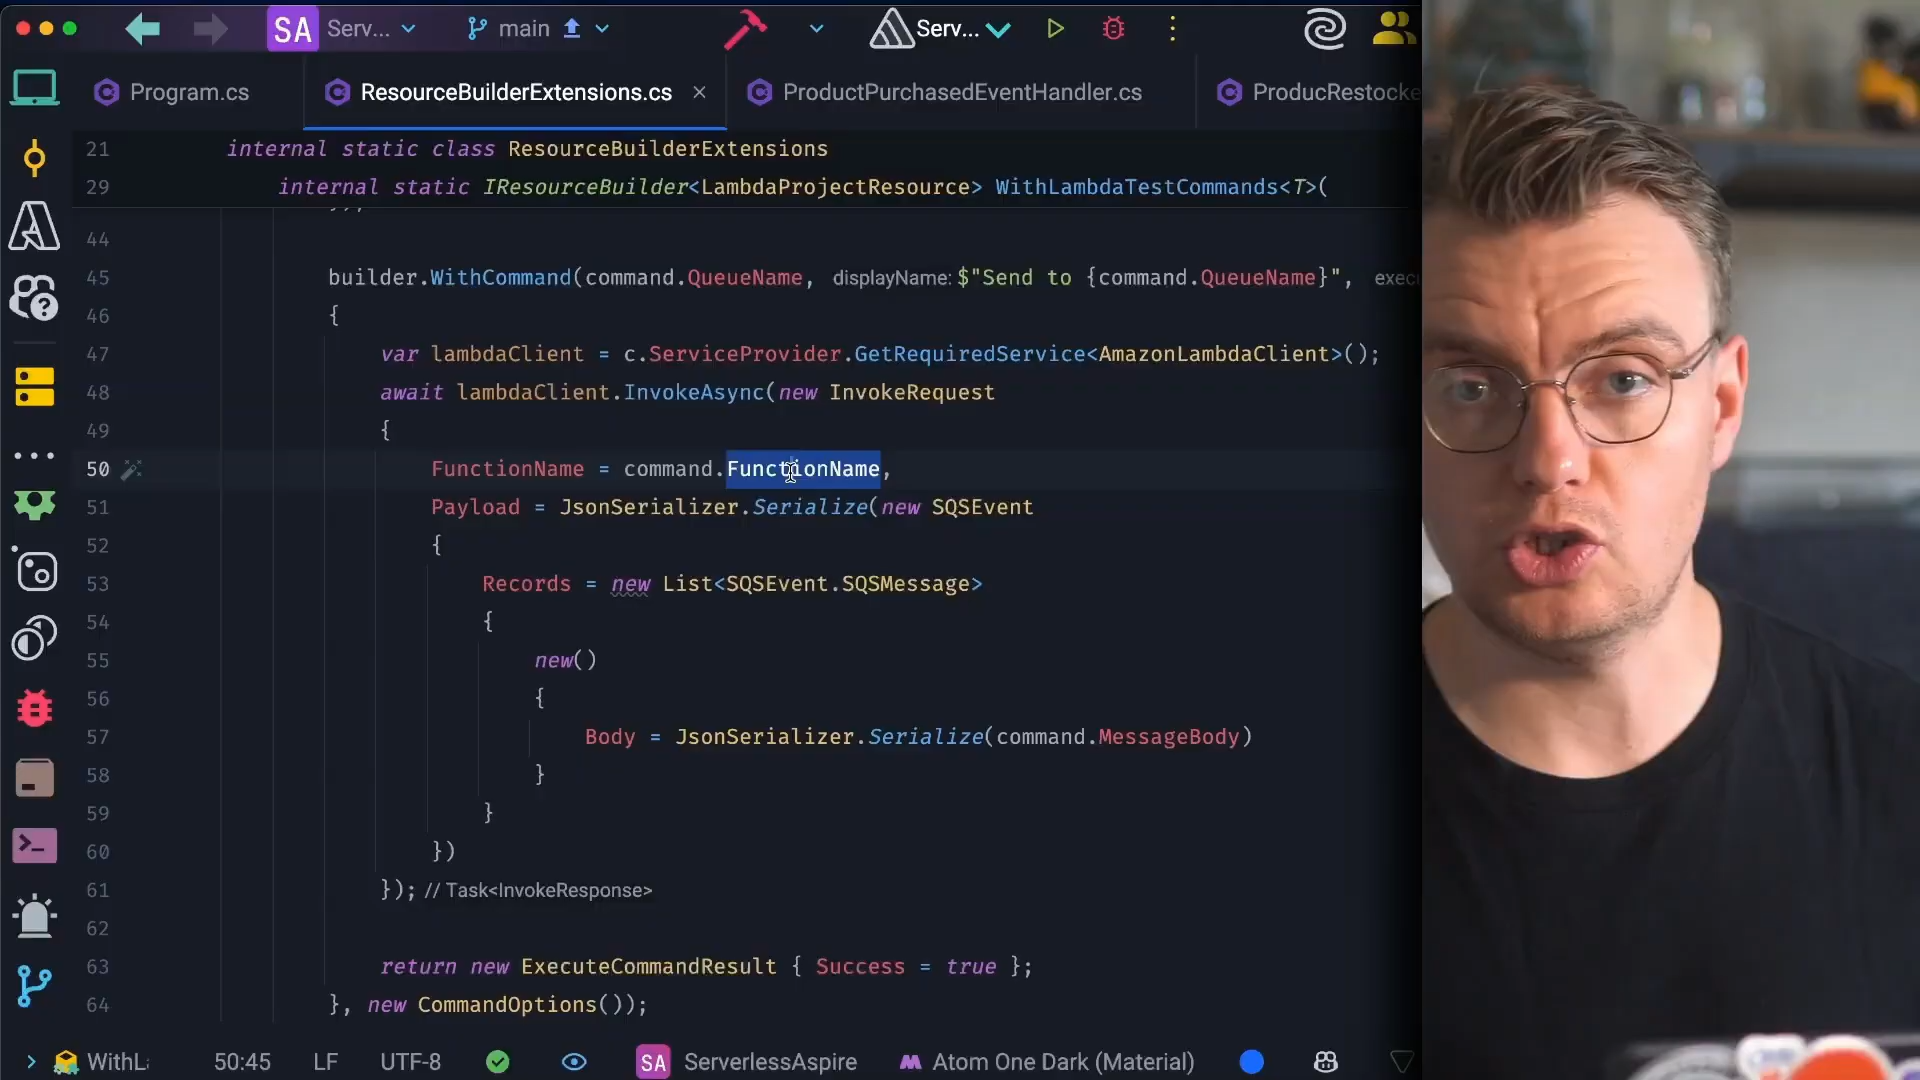 SA Serv... main Serv...
Program.cs ResourceBuilderExtensions.cs ProductPurchasedEventHandler.cs ProducRestocke
21 internal static class ResourceBuilderExtensions
29 internal static IResourceBuilder<LambdaProjectResource> WithLambdaTestCommands<T>(
44
45 builder.WithCommand(command.QueueName, displayName: $"Send to {command.QueueName}", exec
46 {
47 var lambdaClient = c.ServiceProvider.GetRequiredService<AmazonLambdaClient>();
48 await lambdaClient.InvokeAsync(new InvokeRequest
49 {
50 FunctionName = command.FunctionName,
51 Payload = JsonSerializer.Serialize(new SQSEvent
52 {
53 Records = new List<SQSEvent.SQSMessage>
54 {
55 new()
56 {
57 Body = JsonSerializer.Serialize(command.MessageBody)
58 }
59 }
60 })
61 }); // Task<InvokeResponse>
62
63 return new ExecuteCommandResult { Success = true };
64 }, new CommandOptions());
WithLa 50:45 LF UTF-8 SA ServerlessAspire Atom One Dark (Material)